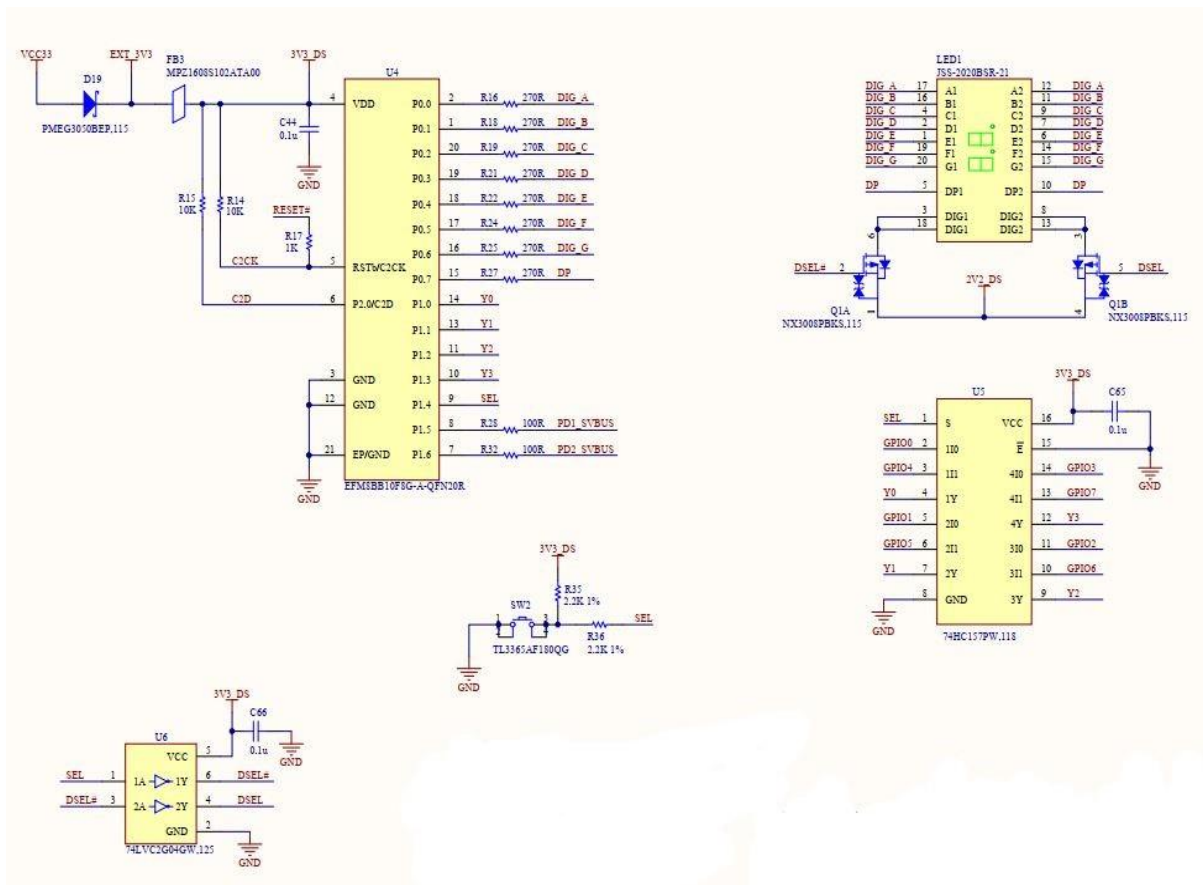 VCC33
EXT_3V3
FB3
MPZ1608S102ATA00
3V3_DS
D19
PMEG3050BEP,115
C44
0.1u
GND
R15
10K
R14
10K
RESET#
R17
1K
C2CK
C2D
U4
4 VDD P0.0 2 R16 270R DIG_A
P0.1 1 R18 270R DIG_B
P0.2 20 R19 270R DIG_C
P0.3 19 R21 270R DIG_D
P0.4 18 R22 270R DIG_E
P0.5 17 R24 270R DIG_F
P0.6 16 R25 270R DIG_G
5 RSTb/C2CK P0.7 15 R27 270R DP
6 P2.0/C2D P1.0 14 Y0
P1.1 13 Y1
P1.2 11 Y2
3 GND P1.3 10 Y3
12 GND P1.4 9 SEL
P1.5 8 R28 100R PD1_SVBUS
21 EP/GND P1.6 7 R32 100R PD2_SVBUS
GND
EFM8BB10F8G-A-QFN20R
LED1
JSS-2020BSR-21
DIG_A 17 A1 A2 12 DIG_A
DIG_B 16 B1 B2 11 DIG_B
DIG_C 4 C1 C2 9 DIG_C
DIG_D 2 D1 D2 7 DIG_D
DIG_E 1 E1 E2 6 DIG_E
DIG_F 19 F1 F2 14 DIG_F
DIG_G 20 G1 G2 15 DIG_G
DP 5 DP1 DP2 10 DP
3 DIG1 DIG2 8
18 DIG1 DIG2 13
6 3
DSEL# 2 5 DSEL
2V2_DS
1 4
Q1A
NX3008PBKS,115
Q1B
NX3008PBKS,115
3V3_DS
C65
0.1u
GND
U5
SEL 1 S VCC 16
GPIO0 2 1I0 E 15
GPIO4 3 1I1 4I0 14 GPIO3
Y0 4 1Y 4I1 13 GPIO7
GPIO1 5 2I0 4Y 12 Y3
GPIO5 6 2I1 3I0 11 GPIO2
Y1 7 2Y 3I1 10 GPIO6
8 GND 3Y 9 Y2
GND
74HC157PW,118
3V3_DS
R35
2.2K 1%
SW2
1 3
2 4
TL3365AF180QG
R36
2.2K 1%
SEL
GND
3V3_DS
C66
0.1u
GND
U6
VCC 5
SEL 1 1A 1Y 6 DSEL#
DSEL# 3 2A 2Y 4 DSEL
GND 2
GND
74LVC2G04GW,125